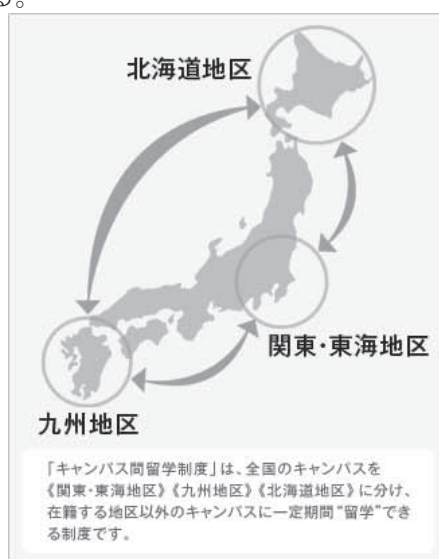 る。
北海道地区
関東・東海地区
九州地区
「キャンパス間留学制度」は、全国のキャンパスを
《関東・東海地区》《九州地区》《北海道地区》に分け、
在籍する地区以外のキャンパスに一定期間“留学”でき
る制度です。